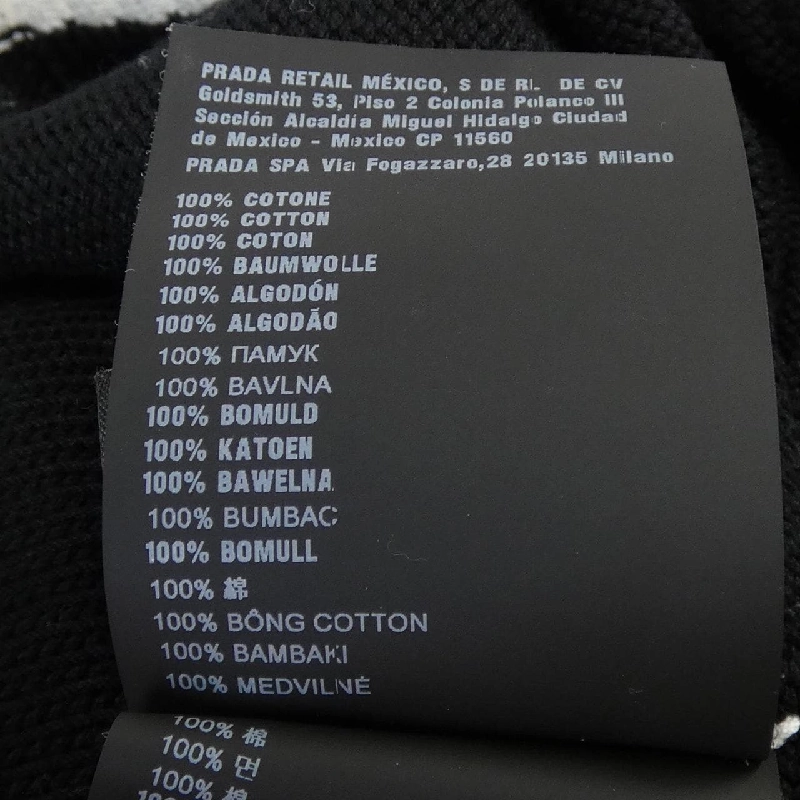 PRADA RETAIL MÉXICO, S DE RL DE CV
Goldsmith 53, Piso 2 Colonia Polanco III
Sección Alcaldía Miguel Hidalgo Ciudad
de Mexico - Mexico CP 11560
PRADA SPA Via Fogazzaro,28 20135 Milano
100% COTONE
100% COTTON
100% COTON
100% BAUMWOLLE
100% ALGODÓN
100% ALGODÃO
100% ПАМУК
100% BAVLNA
100% BOMULD
100% KATOEN
100% BAWELNA
100% BUMBAC
100% BOMULL
100% 綿
100% BÔNG COTTON
100% BAMBAKI
100% MEDVILNĖ
100% 棉
100% 면
100% 棉